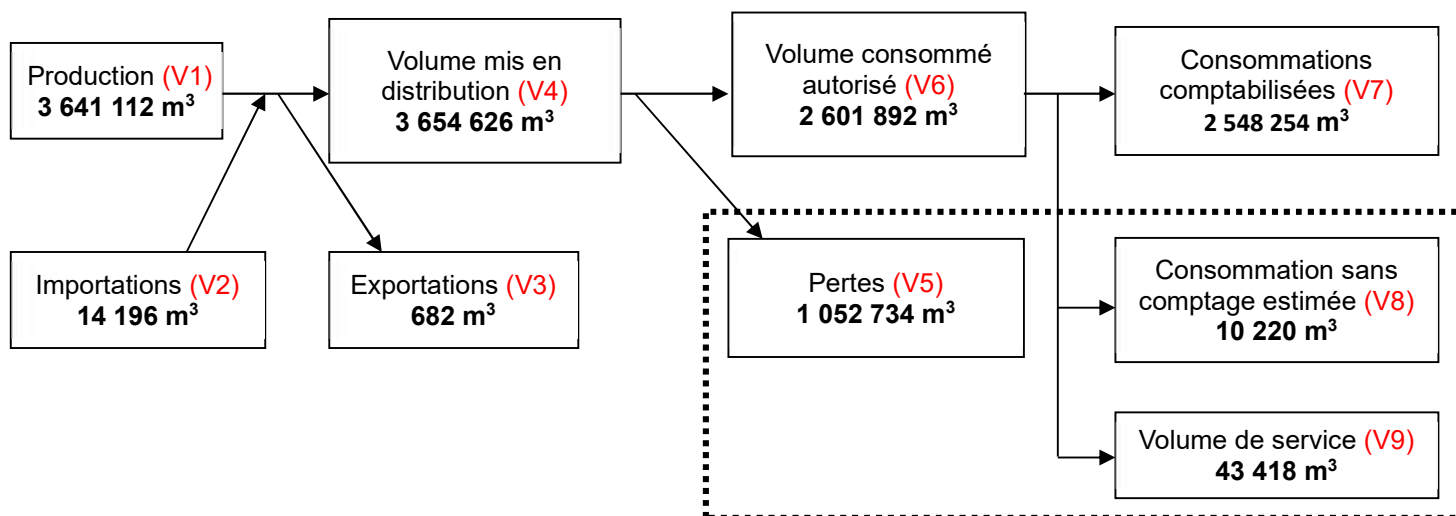 Production (V1)
3 641 112 m³
Volume mis en
distribution (V4)
3 654 626 m³
Volume consommé
autorisé (V6)
2 601 892 m³
Consommations
comptabilisées (V7)
2 548 254 m³
Importations (V2)
14 196 m³
Exportations (V3)
682 m³
Pertes (V5)
1 052 734 m³
Consommation sans
comptage estimée (V8)
10 220 m³
Volume de service (V9)
43 418 m³